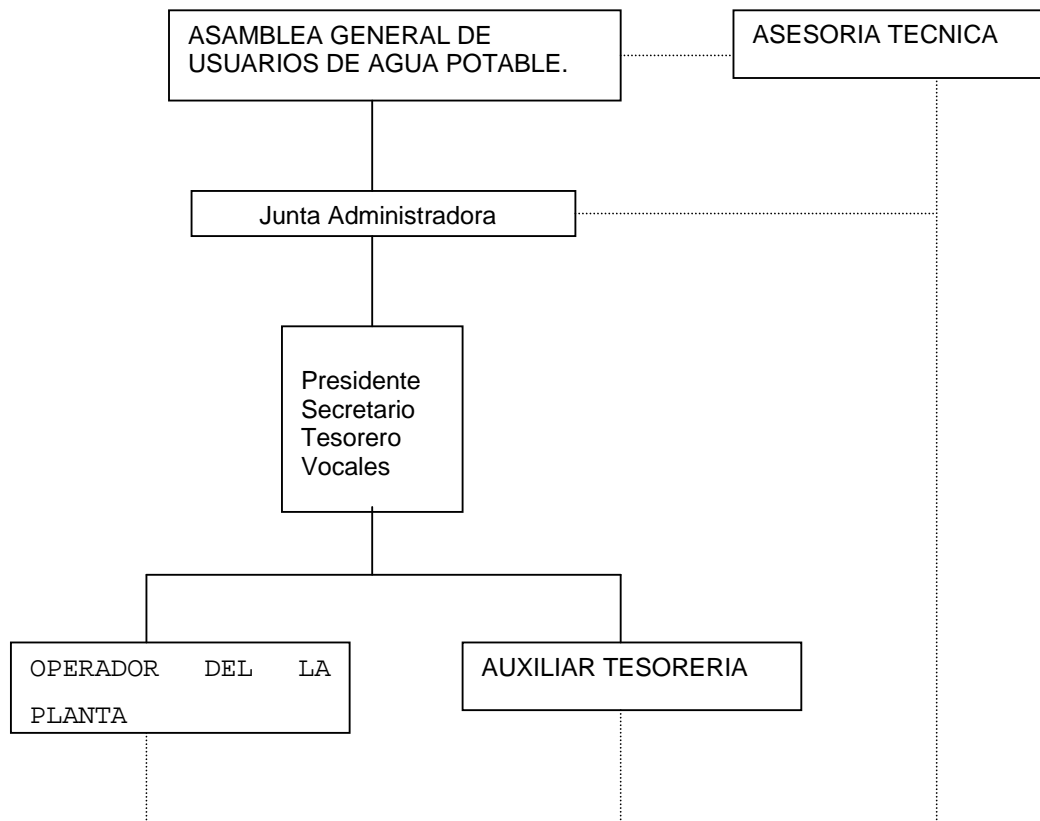 ASAMBLEA GENERAL DE
USUARIOS DE AGUA POTABLE.
ASESORIA TECNICA
Junta Administradora
Presidente
Secretario
Tesorero
Vocales
OPERADOR DEL LA
PLANTA
AUXILIAR TESORERIA